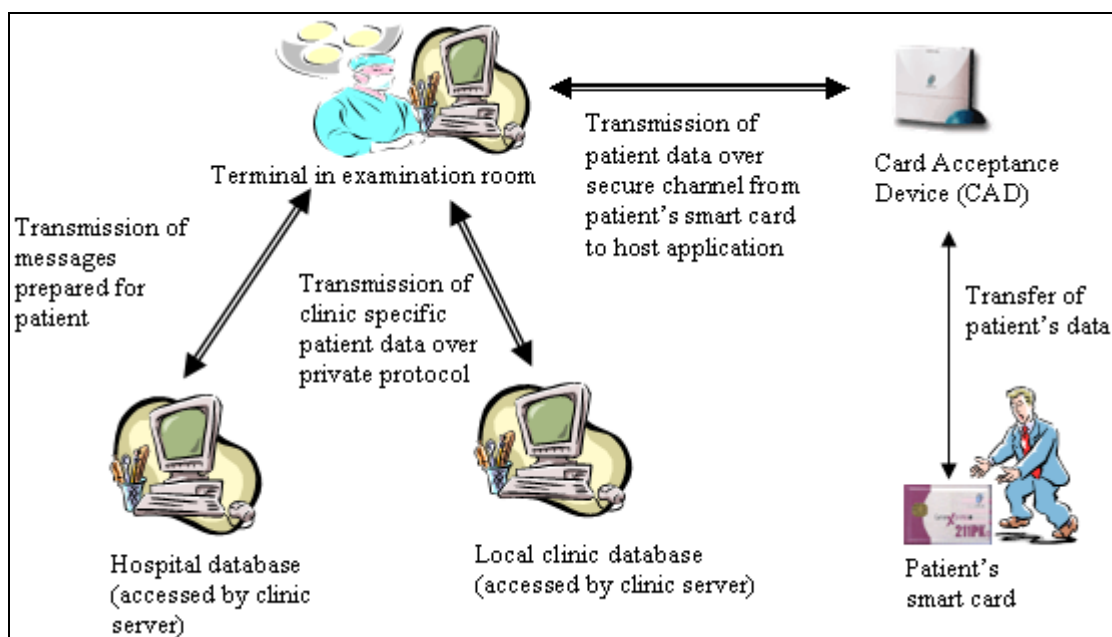 Terminal in examination room
Transmission of
patient data over
secure channel from
patient's smart card
to host application
Card Acceptance
Device (CAD)
Transmission of
messages
prepared for
patient
Transmission of
clinic specific
patient data over
private protocol
Transfer of
patient's data
Hospital database
(accessed by clinic
server)
Local clinic database
(accessed by clinic server)
211PK
Patient's
smart card